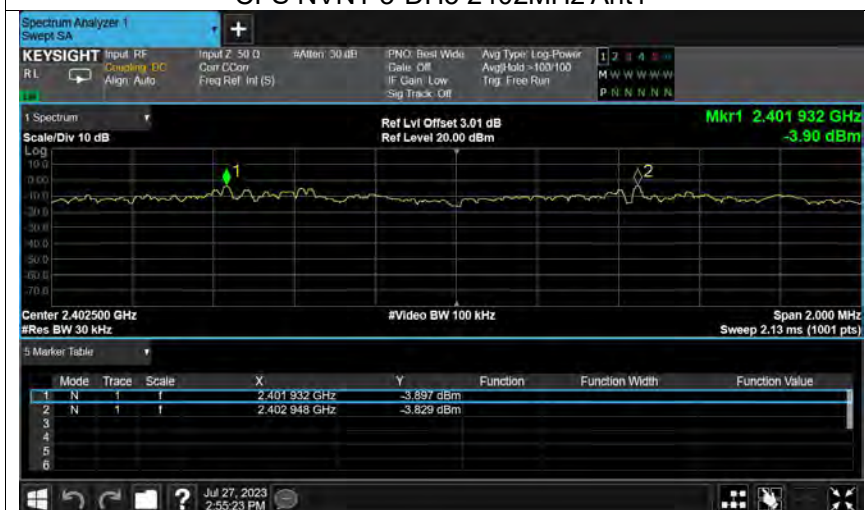 Spectrum Analyzer 1
Swept SA
+
KEYSIGHT Input: RF Input Z: 50 Ω #Atten: 30 dB PNO: Best Wide Avg Type: Log-Power 1 2 3 4 5 6
R L Coupling: DC Corr CCorr Gate: Off Avg|Hold >100/100 M W W W W W
Align: Auto Freq Ref: Int (S) IF Gain: Low Trig: Free Run
Sig Track: Off P N N N N N
1 Spectrum Ref Lvl Offset 3.01 dB Mkr1 2.401 932 GHz
Scale/Div 10 dB Ref Level 20.00 dBm -3.90 dBm
Log
10.0
0.00
-10.0
-20.0
-30.0
-40.0
-50.0
-60.0
-70.0
1
2
Center 2.402500 GHz #Video BW 100 kHz Span 2.000 MHz
#Res BW 30 kHz Sweep 2.13 ms (1001 pts)
5 Marker Table
Mode Trace Scale X Y Function Function Width Function Value
1 N 1 f 2.401 932 GHz -3.897 dBm
2 N 1 f 2.402 948 GHz -3.829 dBm
3
4
5
6
? Jul 27, 2023
2:55:23 PM